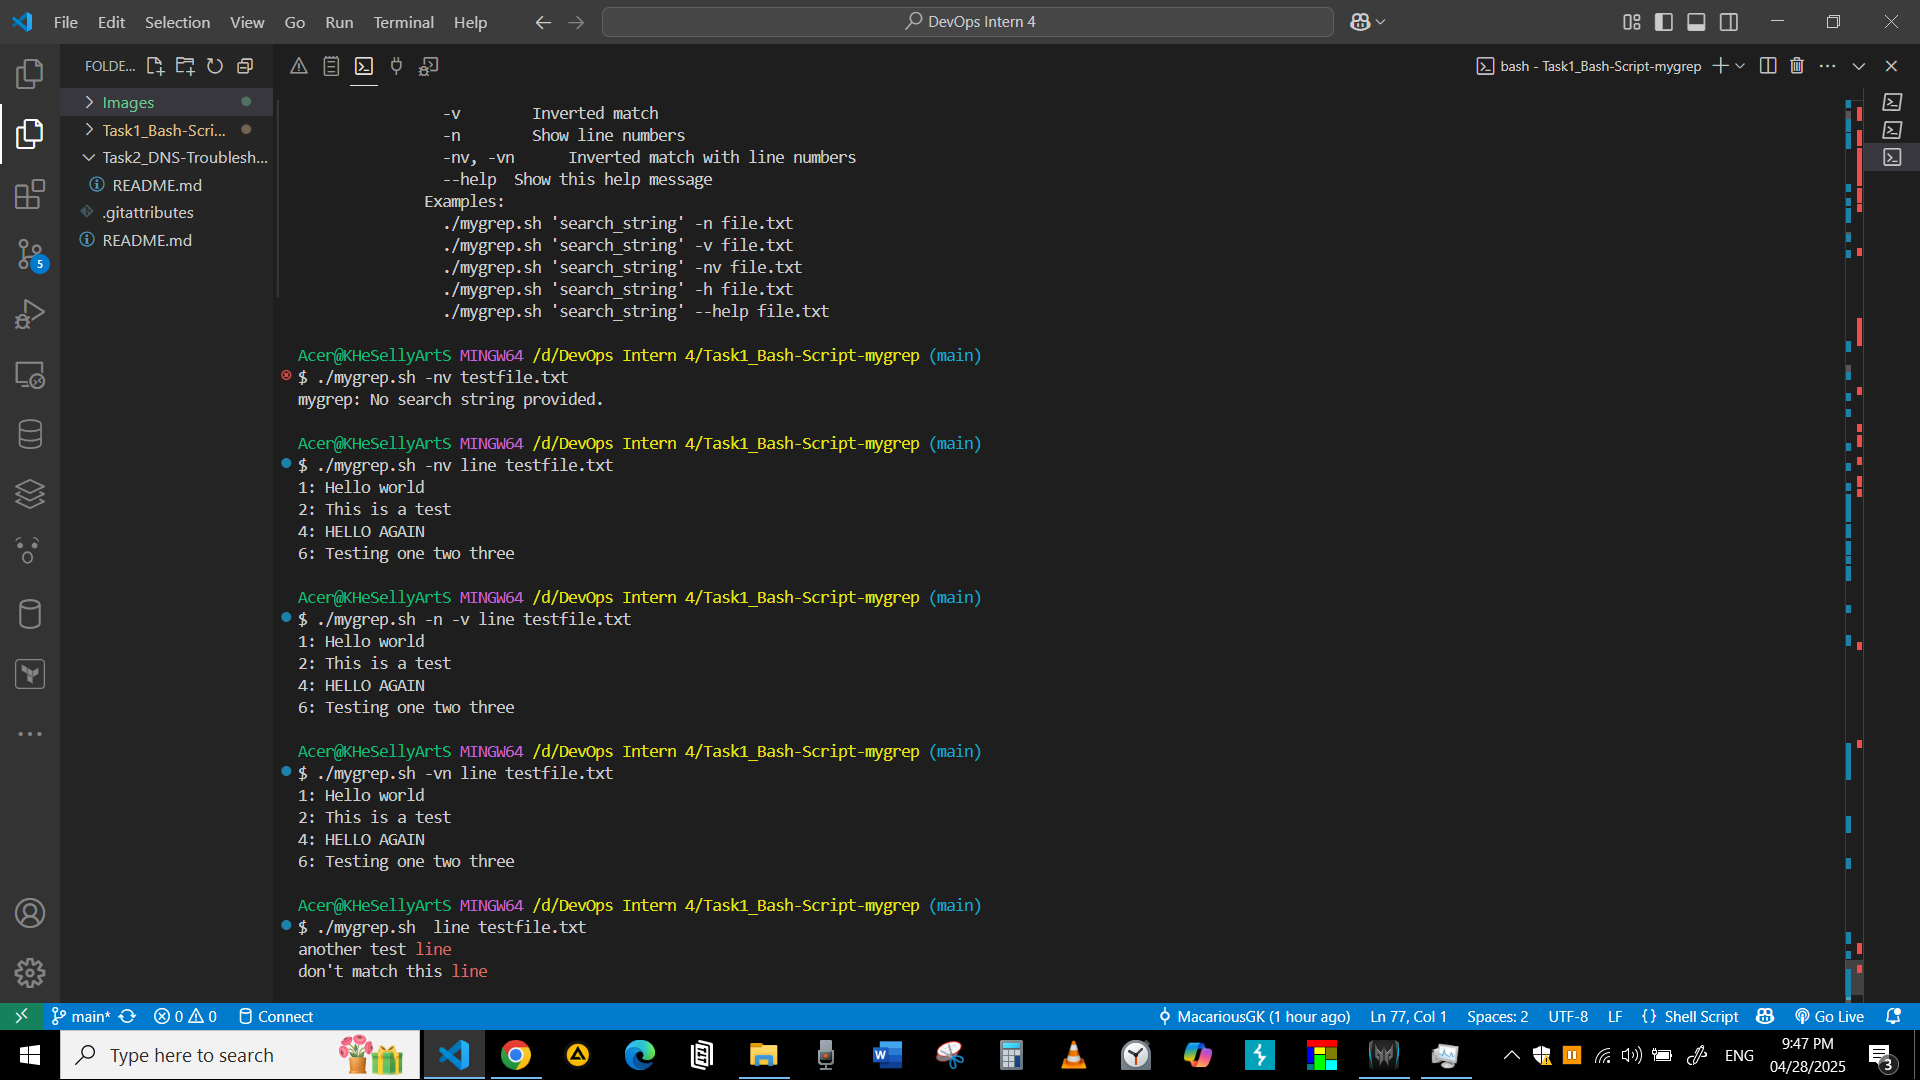 File Edit Selection View Go Run Terminal Help
DevOps Intern 4
FOLDE...
bash - Task1_Bash-Script-mygrep
Images
Task1_Bash-Scri...
Task2_DNS-Troublesh...
README.md
.gitattributes
README.md
5
-v Inverted match
-n Show line numbers
-nv, -vn Inverted match with line numbers
--help Show this help message
Examples:
./mygrep.sh 'search_string' -n file.txt
./mygrep.sh 'search_string' -v file.txt
./mygrep.sh 'search_string' -nv file.txt
./mygrep.sh 'search_string' -h file.txt
./mygrep.sh 'search_string' --help file.txt
Acer@KHeSellyArtS MINGW64 /d/DevOps Intern 4/Task1_Bash-Script-mygrep (main)
$ ./mygrep.sh -nv testfile.txt
mygrep: No search string provided.
Acer@KHeSellyArtS MINGW64 /d/DevOps Intern 4/Task1_Bash-Script-mygrep (main)
$ ./mygrep.sh -nv line testfile.txt
1: Hello world
2: This is a test
4: HELLO AGAIN
6: Testing one two three
Acer@KHeSellyArtS MINGW64 /d/DevOps Intern 4/Task1_Bash-Script-mygrep (main)
$ ./mygrep.sh -n -v line testfile.txt
1: Hello world
2: This is a test
4: HELLO AGAIN
6: Testing one two three
Acer@KHeSellyArtS MINGW64 /d/DevOps Intern 4/Task1_Bash-Script-mygrep (main)
$ ./mygrep.sh -vn line testfile.txt
1: Hello world
2: This is a test
4: HELLO AGAIN
6: Testing one two three
Acer@KHeSellyArtS MINGW64 /d/DevOps Intern 4/Task1_Bash-Script-mygrep (main)
$ ./mygrep.sh  line testfile.txt
another test line
don't match this line
main* 0 0 Connect MacariousGK (1 hour ago) Ln 77, Col 1 Spaces: 2 UTF-8 LF {} Shell Script Go Live
Type here to search
ENG
9:47 PM
04/28/2025
3